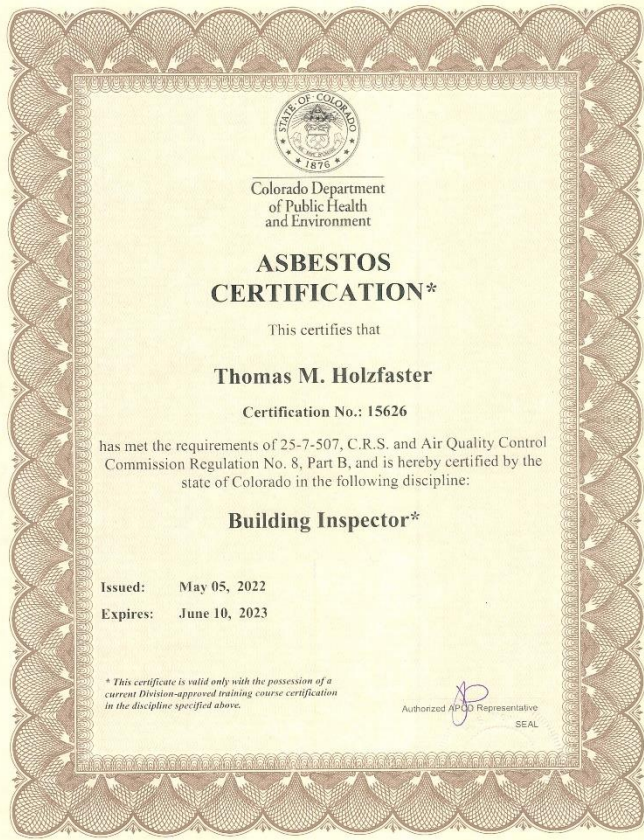 STATE · OF · COLORADO
1876
Colorado Department
of Public Health
and Environment
ASBESTOS
CERTIFICATION*
This certifies that
Thomas M. Holzfaster
Certification No.: 15626
has met the requirements of 25-7-507, C.R.S. and Air Quality Control
Commission Regulation No. 8, Part B, and is hereby certified by the
state of Colorado in the following discipline:
Building Inspector*
Issued: May 05, 2022
Expires: June 10, 2023
* This certificate is valid only with the possession of a
current Division-approved training course certification
in the discipline specified above.
Authorized APCD Representative
SEAL